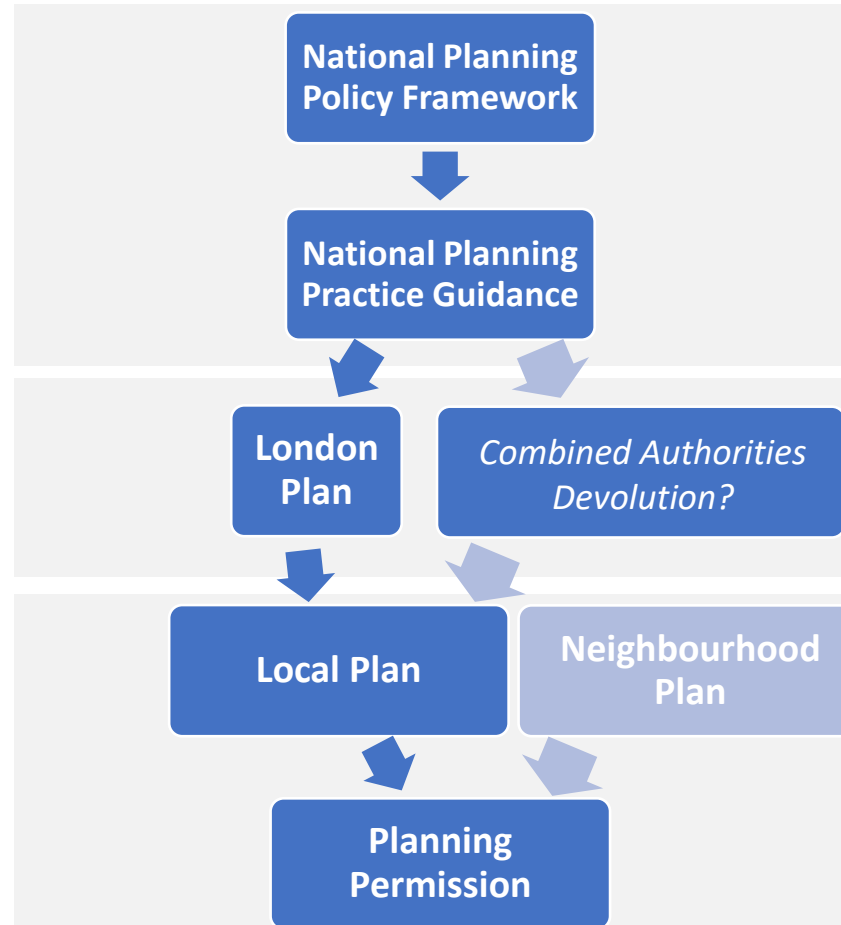 National Planning
Policy Framework
National Planning
Practice Guidance
London
Plan
Combined Authorities
Devolution?
Local Plan
Neighbourhood
Plan
Planning
Permission